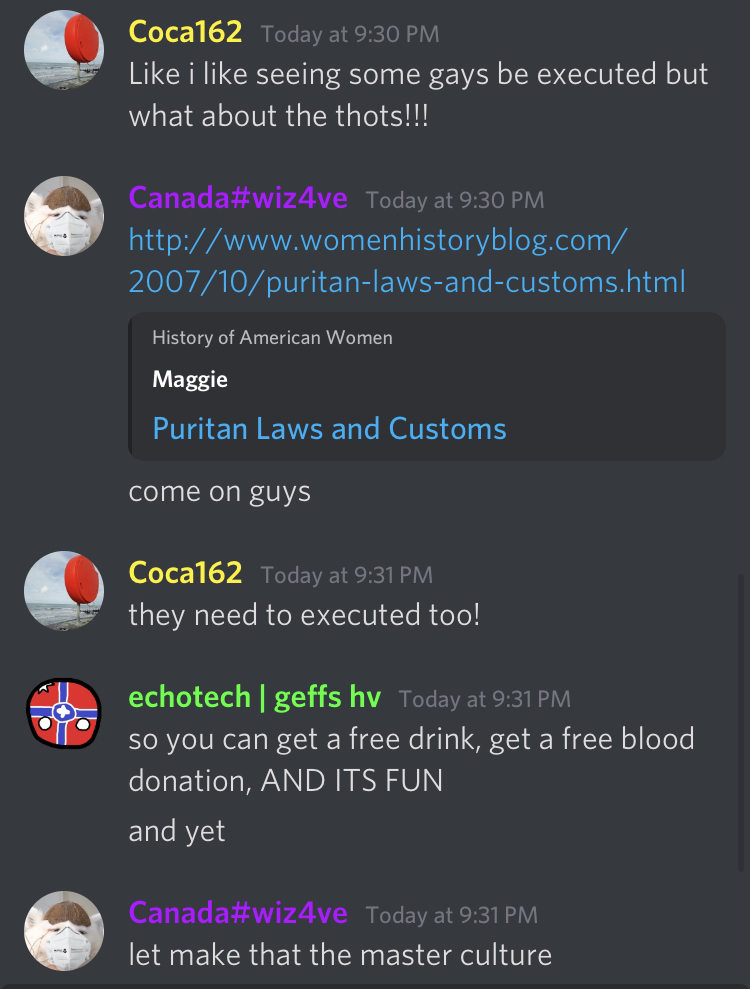 Coca162 Today at 9:30 PM
Like i like seeing some gays be executed but
what about the thots!!!
Canada#wiz4ve Today at 9:30 PM
http://www.womenhistoryblog.com/
2007/10/puritan-laws-and-customs.html
History of American Women
Maggie
Puritan Laws and Customs
come on guys
Coca162 Today at 9:31 PM
they need to executed too!
echotech | geffs hv Today at 9:31 PM
so you can get a free drink, get a free blood
donation, AND ITS FUN
and yet
Canada#wiz4ve Today at 9:31 PM
let make that the master culture